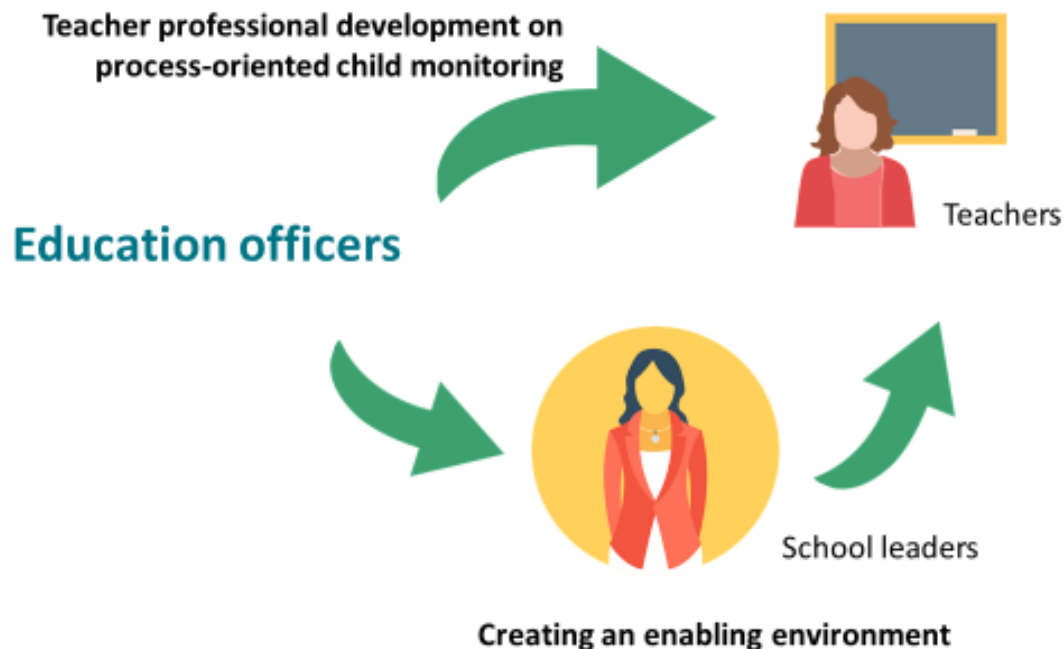 Teacher professional development on
process-oriented child monitoring
Teachers
Education officers
School leaders
Creating an enabling environment